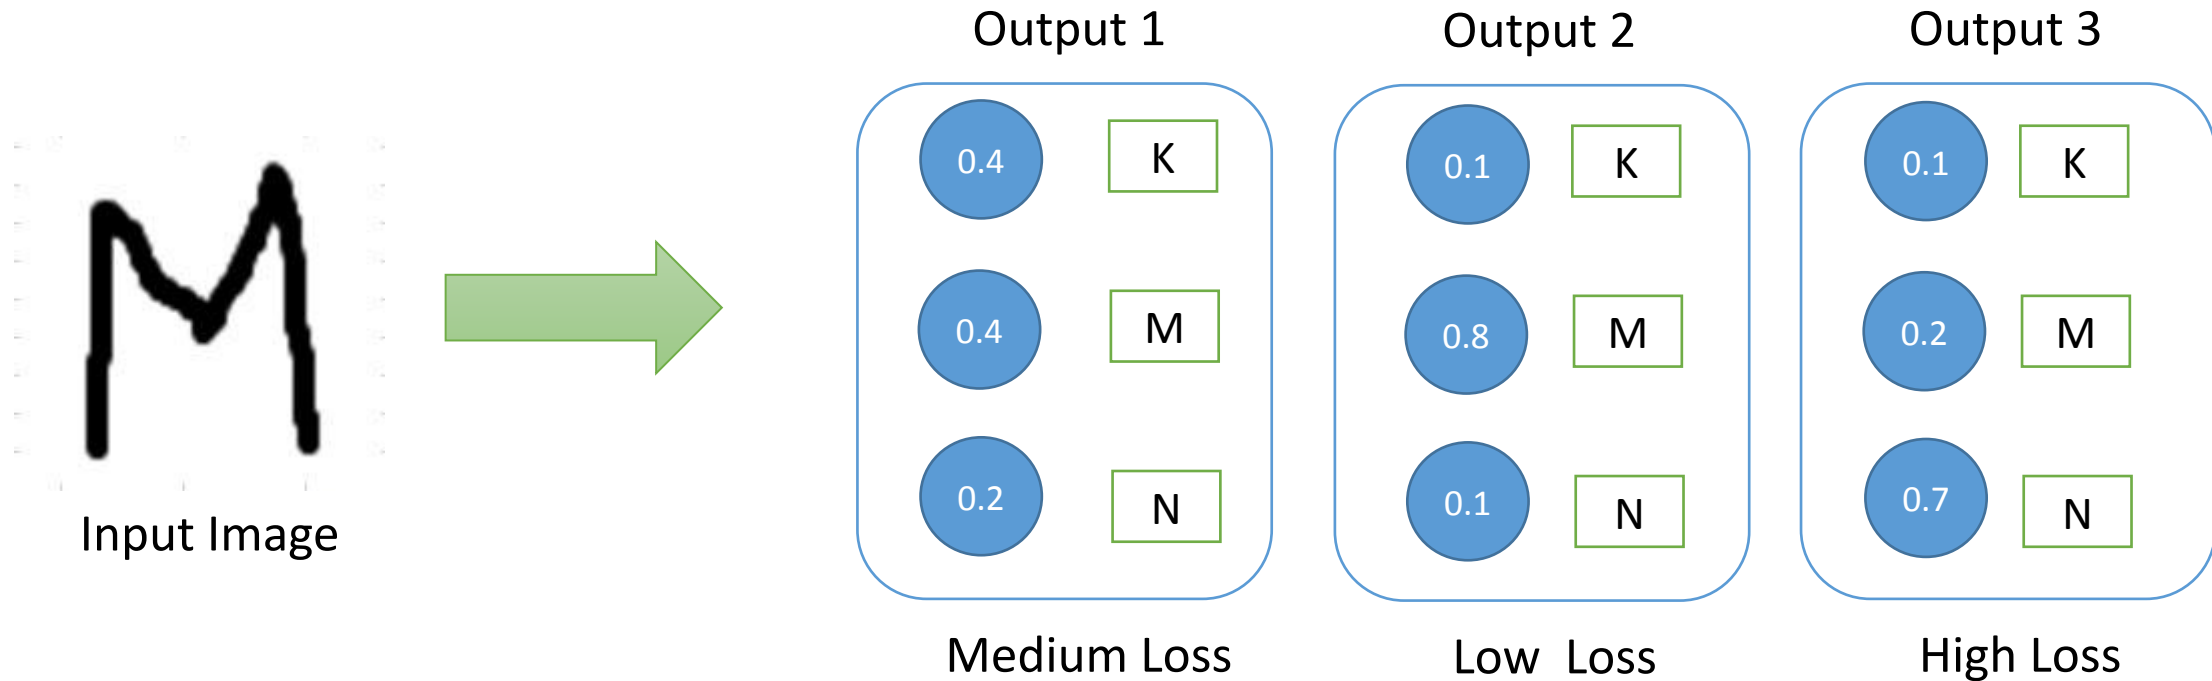 Output 1
Output 2
Output 3
0.4 K
0.4 M
0.2 N
0.1 K
0.8 M
0.1 N
0.1 K
0.2 M
0.7 N
M
Input Image
Medium Loss
Low Loss
High Loss